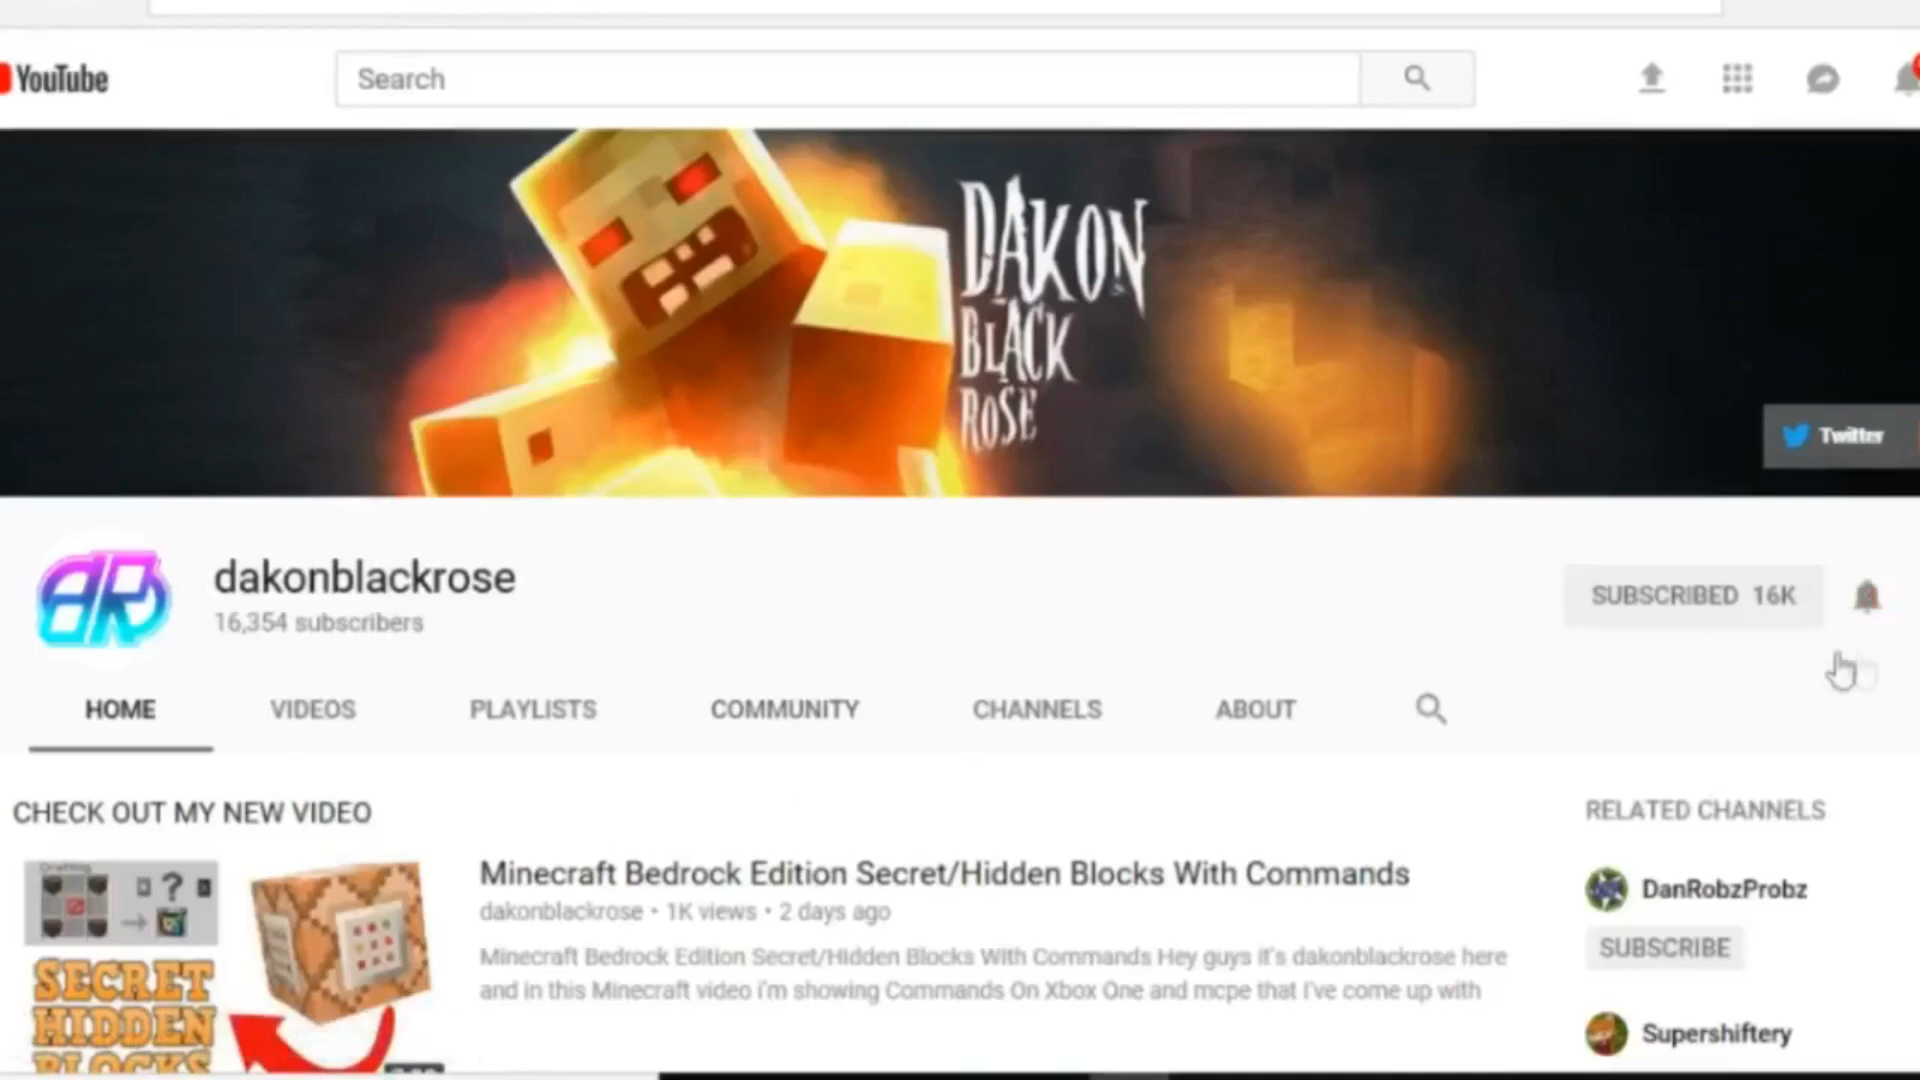 YouTube
Search
DAKON
BLACK
ROSE
Twitter
dakonblackrose
16,354 subscribers
SUBSCRIBED 16K
HOME
VIDEOS
PLAYLISTS
COMMUNITY
CHANNELS
ABOUT
CHECK OUT MY NEW VIDEO
RELATED CHANNELS
Crafting
?
SECRET
HIDDEN
BLOCKS
Minecraft Bedrock Edition Secret/Hidden Blocks With Commands
dakonblackrose • 1K views • 2 days ago
Minecraft Bedrock Edition Secret/Hidden Blocks With Commands Hey guys it's dakonblackrose here
and in this Minecraft video i'm showing Commands On Xbox One and mcpe that I've come up with
DanRobzProbz
SUBSCRIBE
Supershiftery